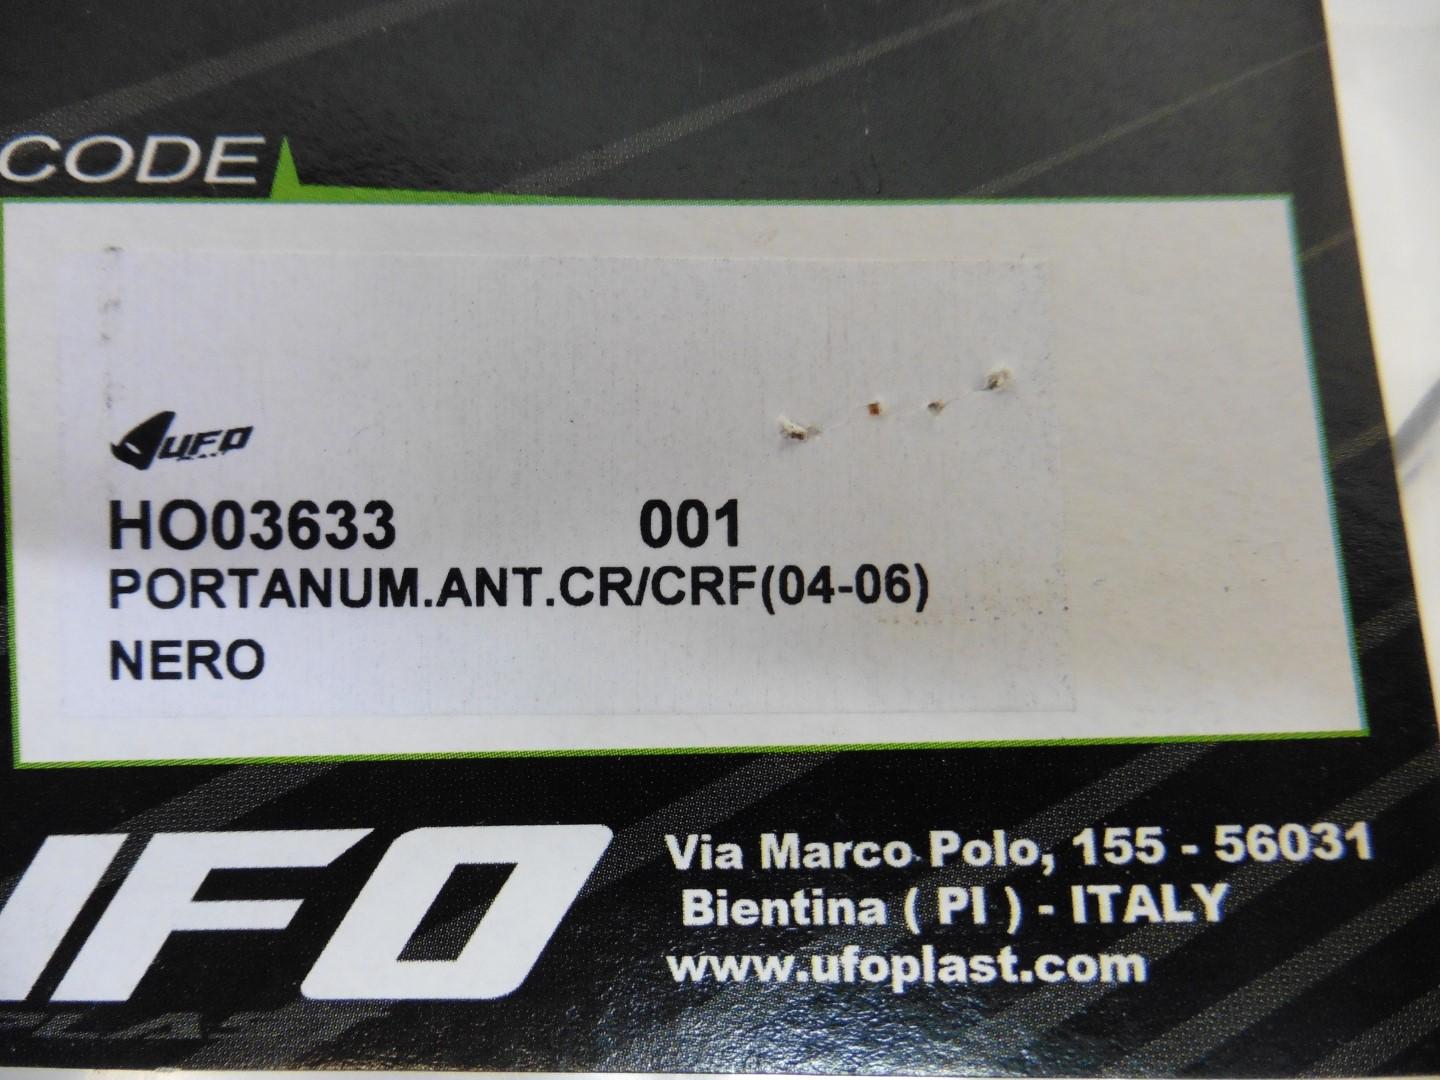 CODE
UFO
HO03633 001
PORTANUM.ANT.CR/CRF(04-06)
NERO
UFO
PLAST
Via Marco Polo, 155 - 56031
Bientina ( PI ) - ITALY
www.ufoplast.com